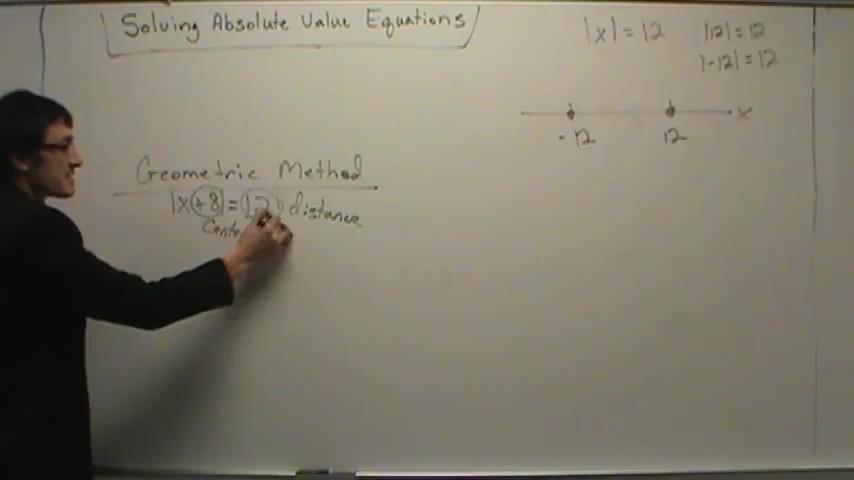 Solving Absolute Value Equations
|x| = 12
|12| = 12
|-12| = 12
-12 12 x
Geometric Method
|x + 8| = 12 distance